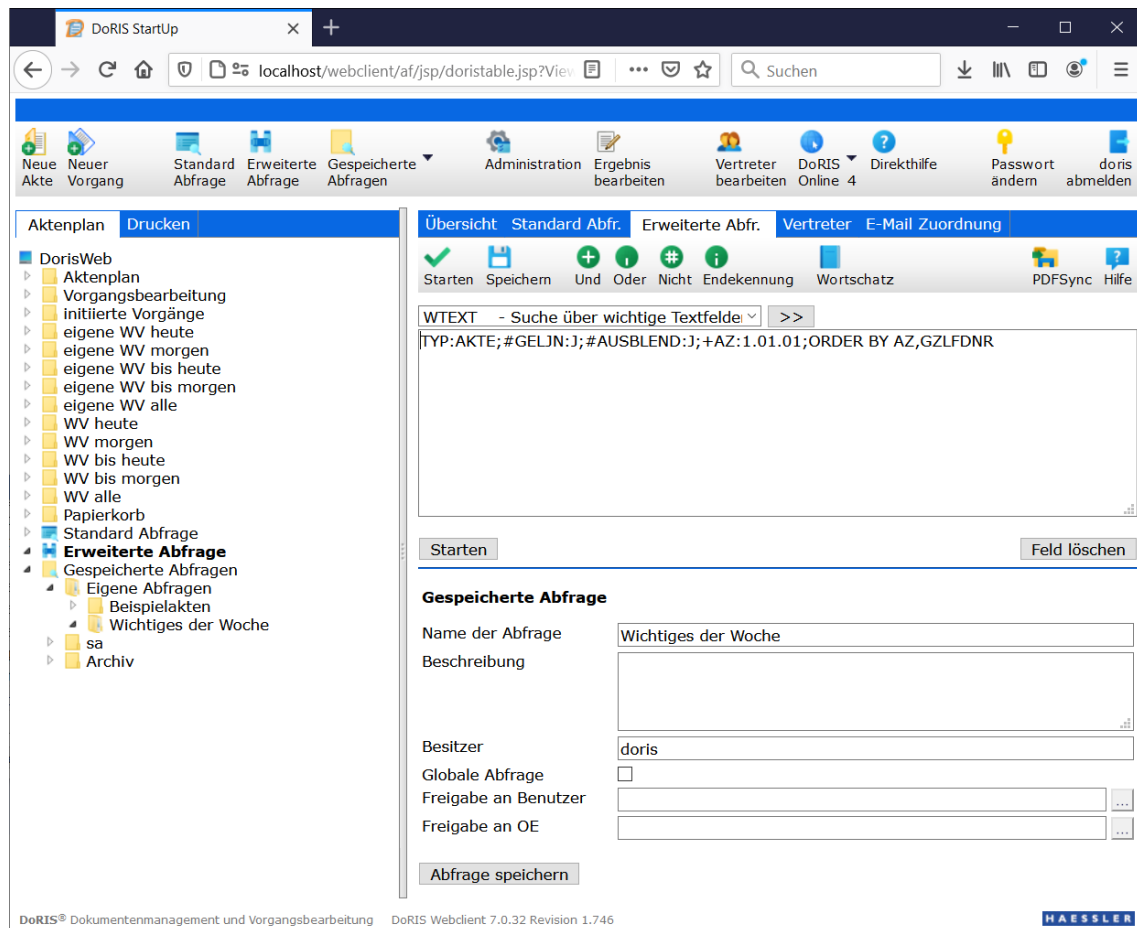 DoRIS StartUp
localhost/webclient/af/jsp/doristable.jsp?View
Suchen
Neue Akte
Neuer Vorgang
Standard Abfrage
Erweiterte Abfrage
Gespeicherte Abfragen
Administration
Ergebnis bearbeiten
Vertreter bearbeiten
DoRIS Online 4
Direkthilfe
Passwort ändern
doris abmelden
Aktenplan Drucken
DorisWeb
Aktenplan
Vorgangsbearbeitung
initiierte Vorgänge
eigene WV heute
eigene WV morgen
eigene WV bis heute
eigene WV bis morgen
eigene WV alle
WV heute
WV morgen
WV bis heute
WV bis morgen
WV alle
Papierkorb
Standard Abfrage
Erweiterte Abfrage
Gespeicherte Abfragen
Eigene Abfragen
Beispielakten
Wichtiges der Woche
sa
Archiv
Übersicht Standard Abfr. Erweiterte Abfr. Vertreter E-Mail Zuordnung
Starten Speichern Und Oder Nicht Endekennung Wortschatz PDFSync Hilfe
WTEXT - Suche über wichtige Textfelder >>
TYP:AKTE;#GELJN:J;#AUSBLEND:J;+AZ:1.01.01;ORDER BY AZ,GZLFDNR
Starten Feld löschen
Gespeicherte Abfrage
Name der Abfrage Wichtiges der Woche
Beschreibung
Besitzer doris
Globale Abfrage
Freigabe an Benutzer ...
Freigabe an OE ...
Abfrage speichern
DoRIS® Dokumentenmanagement und Vorgangsbearbeitung DoRIS Webclient 7.0.32 Revision 1.746
HAESSLER